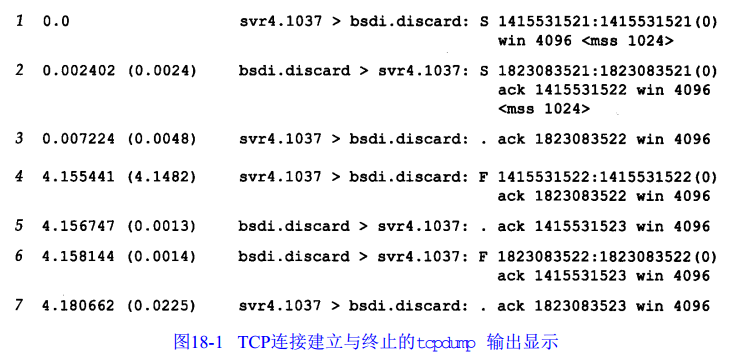 1 0.0 svr4.1037 > bsdi.discard: S 1415531521:1415531521(0)
win 4096 <mss 1024>
2 0.002402 (0.0024) bsdi.discard > svr4.1037: S 1823083521:1823083521(0)
ack 1415531522 win 4096
<mss 1024>
3 0.007224 (0.0048) svr4.1037 > bsdi.discard: . ack 1823083522 win 4096
4 4.155441 (4.1482) svr4.1037 > bsdi.discard: F 1415531522:1415531522(0)
ack 1823083522 win 4096
5 4.156747 (0.0013) bsdi.discard > svr4.1037: . ack 1415531523 win 4096
6 4.158144 (0.0014) bsdi.discard > svr4.1037: F 1823083522:1823083522(0)
ack 1415531523 win 4096
7 4.180662 (0.0225) svr4.1037 > bsdi.discard: . ack 1823083523 win 4096
图18-1 TCP连接建立与终止的tcpdump 输出显示